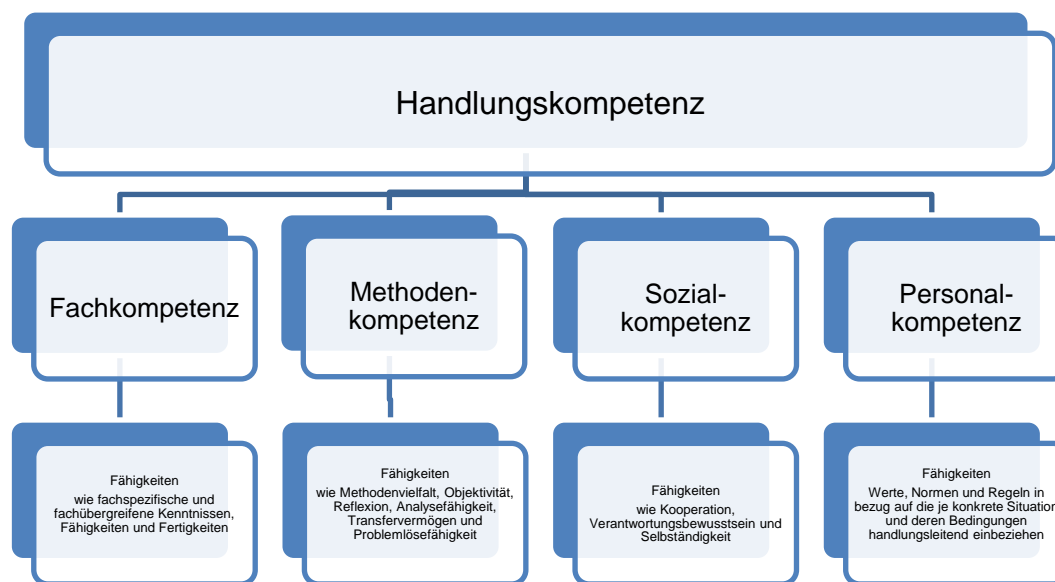 Handlungskompetenz
Fachkompetenz
Methoden-
kompetenz
Sozial-
kompetenz
Personal-
kompetenz
Fähigkeiten
wie fachspezifische und
fachübergreifene Kenntnissen,
Fähigkeiten und Fertigkeiten
Fähigkeiten
wie Methodenvielfalt, Objektivität,
Reflexion, Analysefähigkeit,
Transfervermögen und
Problemlösefähigkeit
Fähigkeiten
wie Kooperation,
Verantwortungsbewusstsein und
Selbständigkeit
Fähigkeiten
Werte, Normen und Regeln in
bezug auf die je konkrete Situation
und deren Bedingungen
handlungsleitend einbeziehen